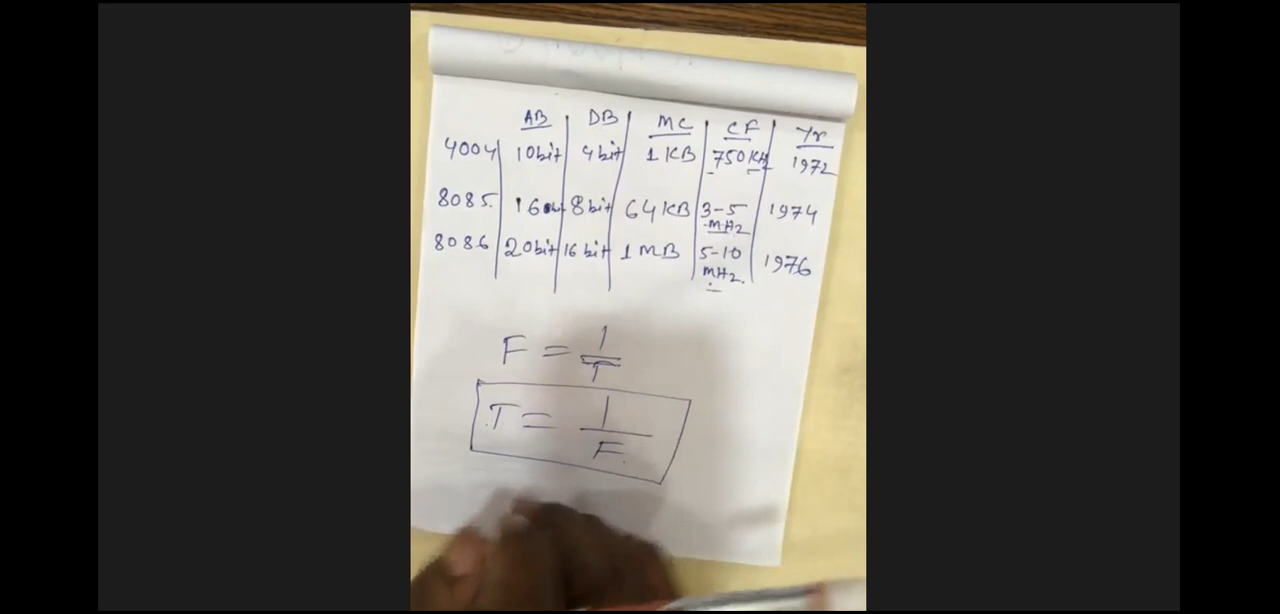 AB DB MC CF Yr
4004 10bit 4bit 1KB 750KHz 1972
8085 16 8bit 64KB 3-5 MHz 1974
8086 20bit 16bit 1MB 5-10 MHz 1976
F = 1/T
T = 1/F